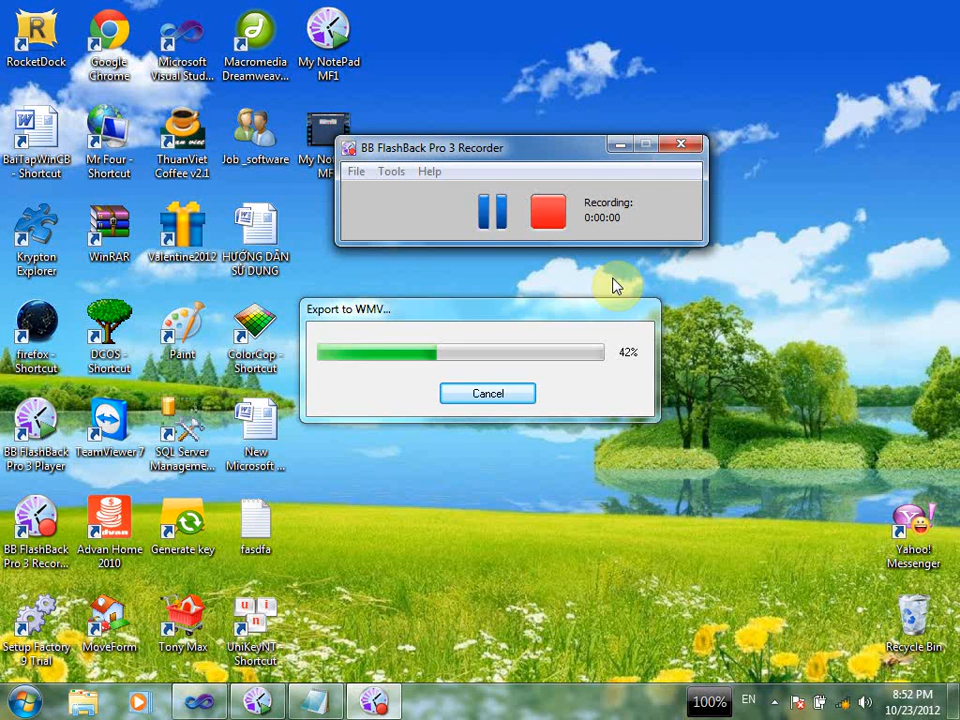 RocketDock
Google
Chrome
Microsoft
Visual Stud...
Macromedia
Dreamweav...
My NotePad
MF1
BaiTapWinGB
- Shortcut
Mr Four -
Shortcut
ThuanViet
Coffee v2.1
Job _software
My Not
MF
BB FlashBack Pro 3 Recorder
File Tools Help
Recording:
0:00:00
Krypton
Explorer
WinRAR
Valentine2012
HƯỚNG DẪN
SỬ DỤNG
Export to WMV...
42%
Cancel
firefox -
Shortcut
DCOS -
Shortcut
Paint
ColorCop -
Shortcut
BB FlashBack
Pro 3 Player
TeamViewer 7
SQL Server
Manageme...
New
Microsoft ...
BB FlashBack
Pro 3 Recor...
Advan Home
2010
Generate key
fasdfa
Yahoo!
Messenger
Setup Factory
9 Trial
MoveForm
Tony Max
UniKeyNT -
Shortcut
Recycle Bin
100%
EN
8:52 PM
10/23/2012